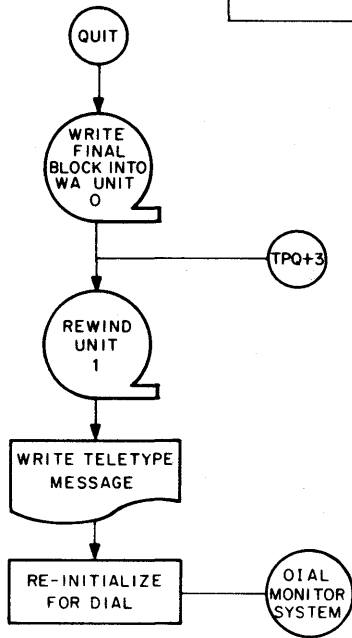 QUIT
WRITE
FINAL
BLOCK INTO
WA UNIT
0
TPQ+3
REWIND
UNIT
1
WRITE TELETYPE
MESSAGE
RE-INITIALIZE
FOR DIAL
OIAL
MONITOR
SYSTEM